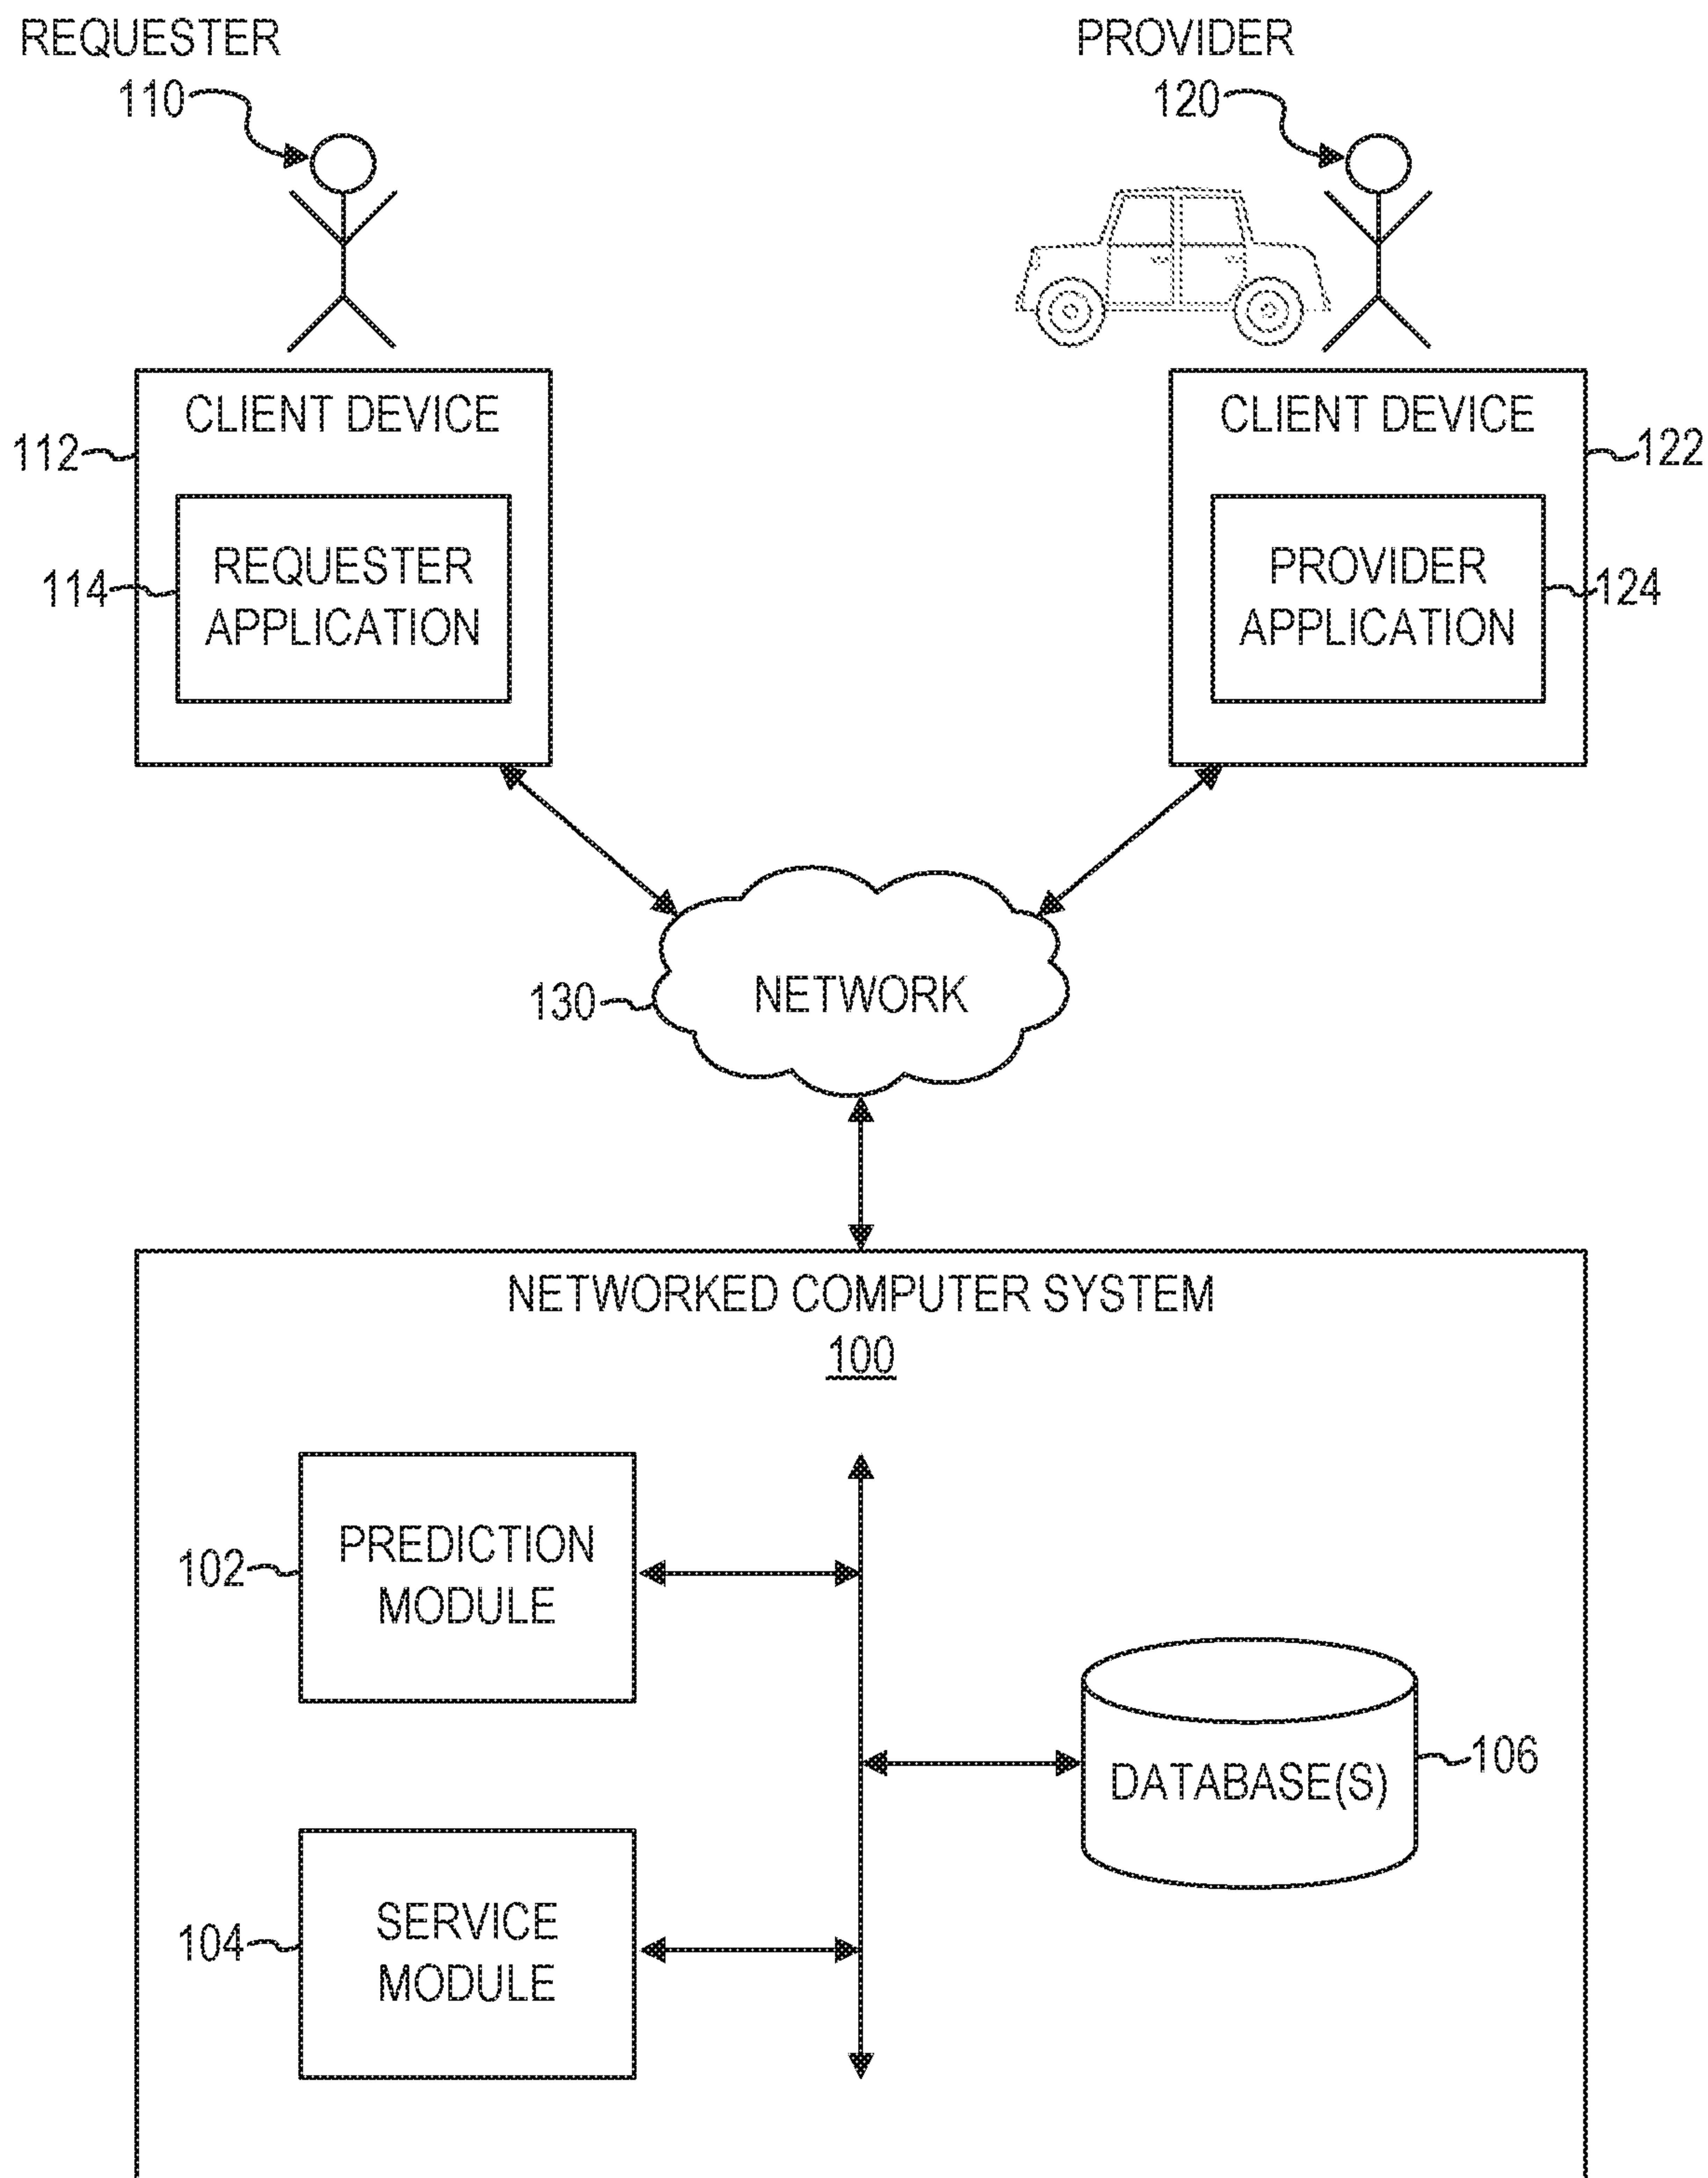 REQUESTER
110
PROVIDER
120
CLIENT DEVICE
112
REQUESTER
APPLICATION
114
CLIENT DEVICE
122
PROVIDER
APPLICATION
124
NETWORK
130
NETWORKED COMPUTER SYSTEM
100
PREDICTION
MODULE
102
DATABASE(S)
106
SERVICE
MODULE
104